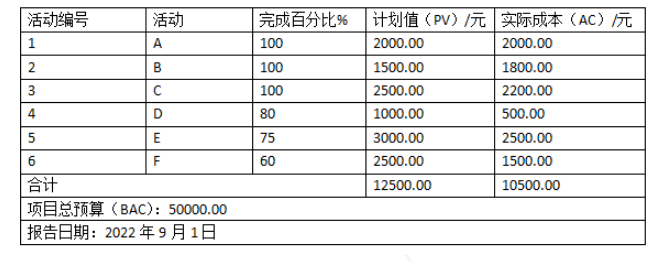 活动编号 活动 完成百分比% 计划值（PV）/元 实际成本（AC）/元
1 A 100 2000.00 2000.00
2 B 100 1500.00 1800.00
3 C 100 2500.00 2200.00
4 D 80 1000.00 500.00
5 E 75 3000.00 2500.00
6 F 60 2500.00 1500.00
合计 12500.00 10500.00
项目总预算（BAC）：50000.00
报告日期：2022 年 9 月 1日